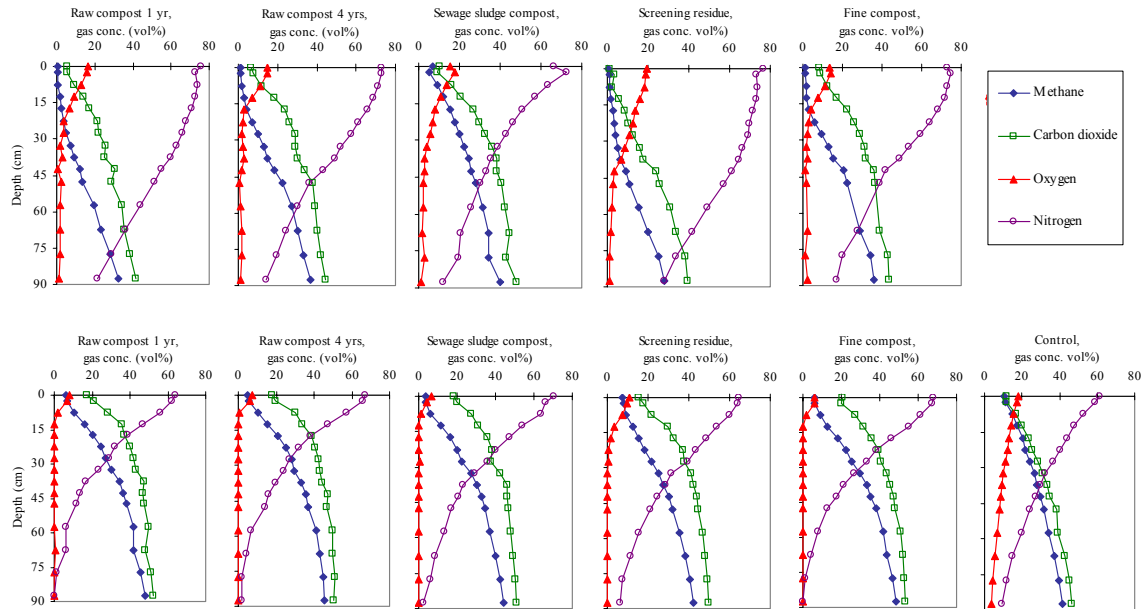 Raw compost 1 yr,
gas conc. (vol%)
0 20 40 60 80
Raw compost 4 yrs,
gas conc. (vol%)
0 20 40 60 80
Sewage sludge compost,
gas conc. (vol%)
0 20 40 60 80
Screening residue,
gas conc. vol%)
0 20 40 60 80
Fine compost,
gas conc. vol%)
0 20 40 60 80
Depth (cm)
0
15
30
45
60
75
90
Methane
Carbon dioxide
Oxygen
Nitrogen
Raw compost 1 yr,
gas conc. (vol%)
0 20 40 60 80
Raw compost 4 yrs,
gas conc. (vol%)
0 20 40 60 80
Sewage sludge compost,
gas conc. (vol%)
0 20 40 60 80
Screening residue,
gas conc. vol%)
0 20 40 60 80
Fine compost,
gas conc. vol%)
0 20 40 60 80
Control,
gas conc. vol%)
0 20 40 60 80
Depth (cm)
0
15
30
45
60
75
90